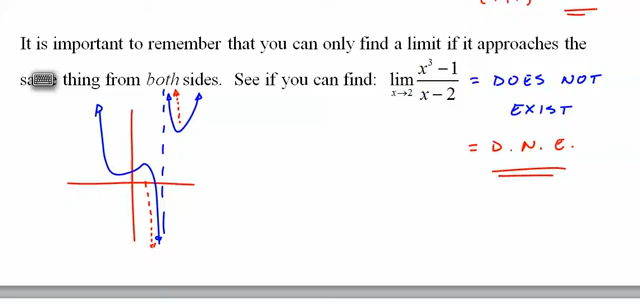 It is important to remember that you can only find a limit if it approaches the
thing from both sides. See if you can find: lim x→2 x³ − 1 / x − 2 = DOES NOT
EXIST
= D. N. E.